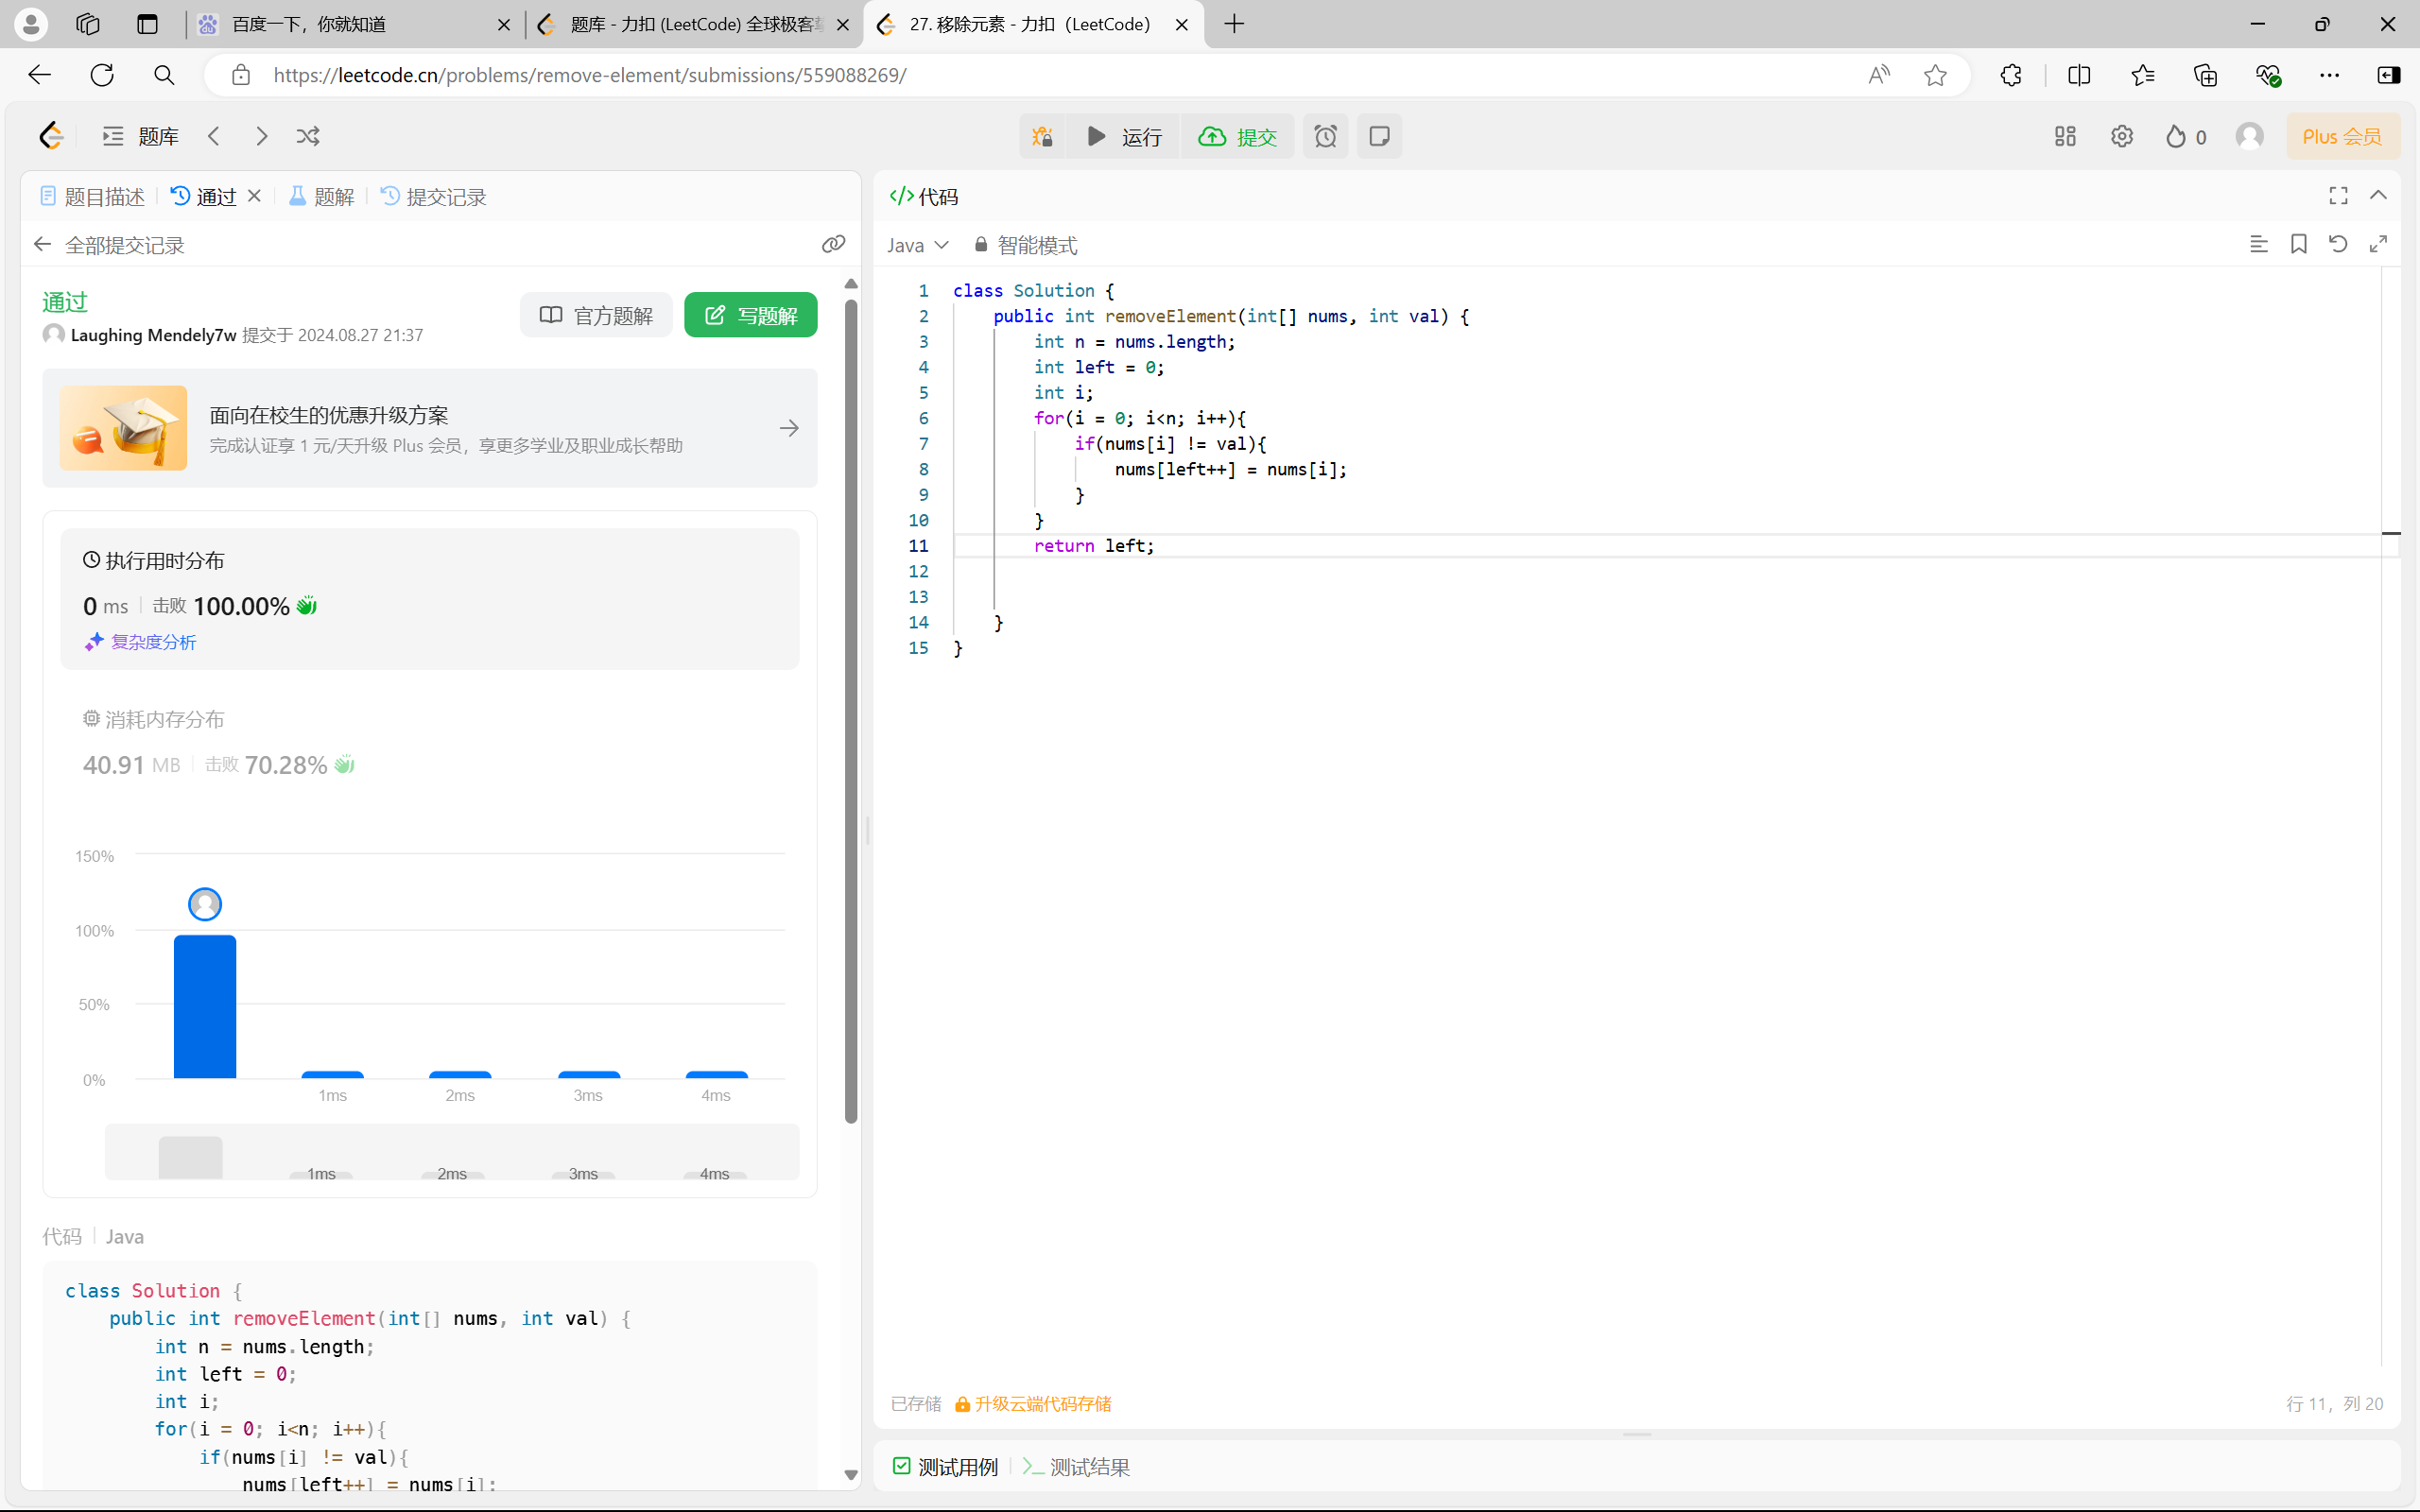 百度一下，你就知道
题库 - 力扣 (LeetCode) 全球极客挚
27. 移除元素 - 力扣（LeetCode）
https://leetcode.cn/problems/remove-element/submissions/559088269/
题库
运行
提交
0
Plus 会员
题目描述
通过
题解
提交记录
全部提交记录
通过
Laughing Mendely7w 提交于 2024.08.27 21:37
官方题解
写题解
面向在校生的优惠升级方案
完成认证享 1 元/天升级 Plus 会员，享更多学业及职业成长帮助
执行用时分布
0 ms 击败 100.00%
复杂度分析
消耗内存分布
40.91 MB 击败 70.28%
150%
100%
50%
0%
1ms 2ms 3ms 4ms
1ms 2ms 3ms 4ms
代码 Java
class Solution {
    public int removeElement(int[] nums, int val) {
        int n = nums.length;
        int left = 0;
        int i;
        for(i = 0; i<n; i++){
            if(nums[i] != val){
                nums[left++] = nums[i];
</> 代码
Java 智能模式
1 class Solution {
2     public int removeElement(int[] nums, int val) {
3         int n = nums.length;
4         int left = 0;
5         int i;
6         for(i = 0; i<n; i++){
7             if(nums[i] != val){
8                 nums[left++] = nums[i];
9             }
10         }
11         return left;
12
13
14     }
15 }
已存储 升级云端代码存储
行 11，列 20
测试用例
测试结果